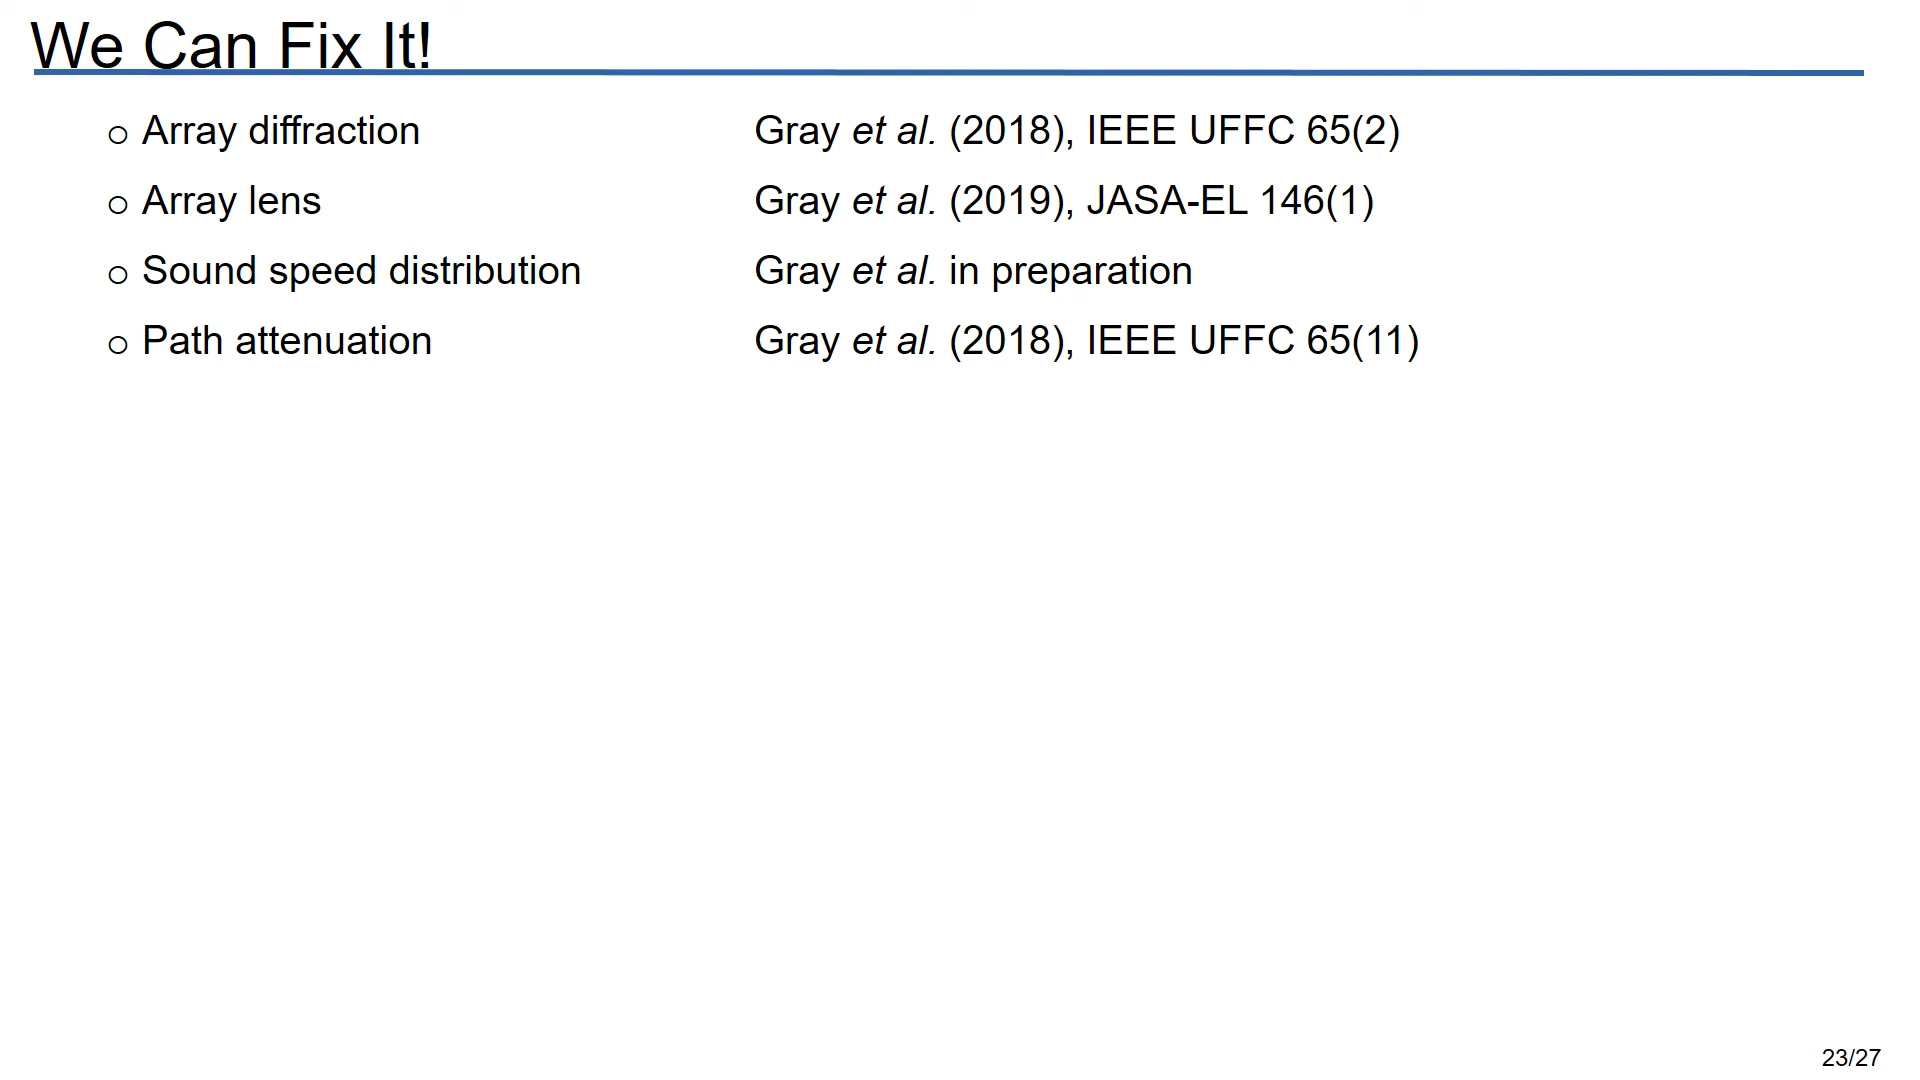 We Can Fix It!
○ Array diffraction Gray et al. (2018), IEEE UFFC 65(2)
○ Array lens Gray et al. (2019), JASA-EL 146(1)
○ Sound speed distribution Gray et al. in preparation
○ Path attenuation Gray et al. (2018), IEEE UFFC 65(11)
23/27